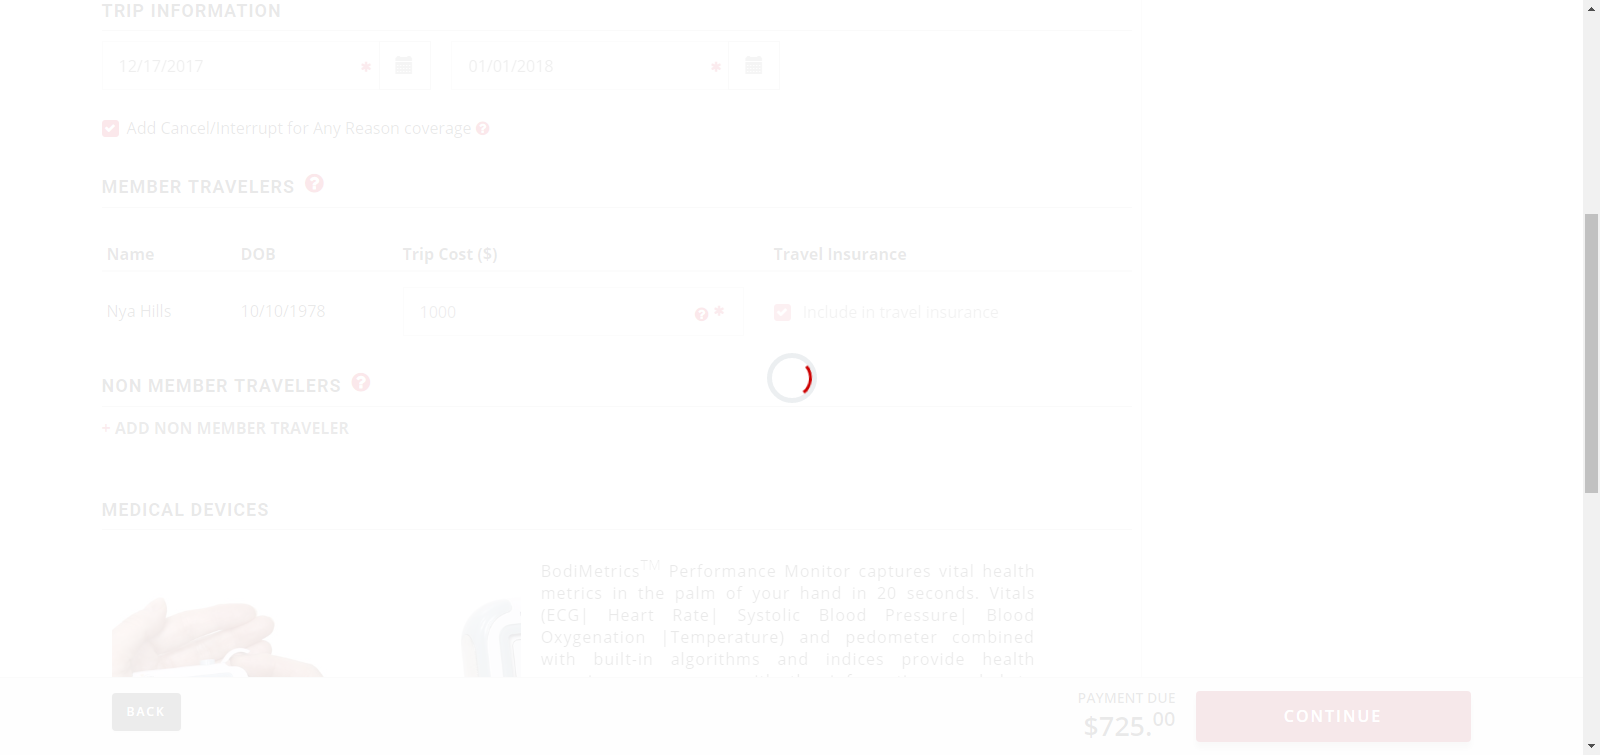 TRIP INFORMATION
12/17/2017 * 01/01/2018 *
Add Cancel/Interrupt for Any Reason coverage ?
MEMBER TRAVELERS ?
Name DOB Trip Cost ($) Travel Insurance
Nya Hills 10/10/1978 1000 ? * Include in travel insurance
NON MEMBER TRAVELERS ?
+ ADD NON MEMBER TRAVELER
MEDICAL DEVICES
BodiMetrics™ Performance Monitor captures vital health
metrics in the palm of your hand in 20 seconds. Vitals
(ECG| Heart Rate| Systolic Blood Pressure| Blood
Oxygenation |Temperature) and pedometer combined
with built-in algorithms and indices provide health
BACK
PAYMENT DUE
$725.00
CONTINUE